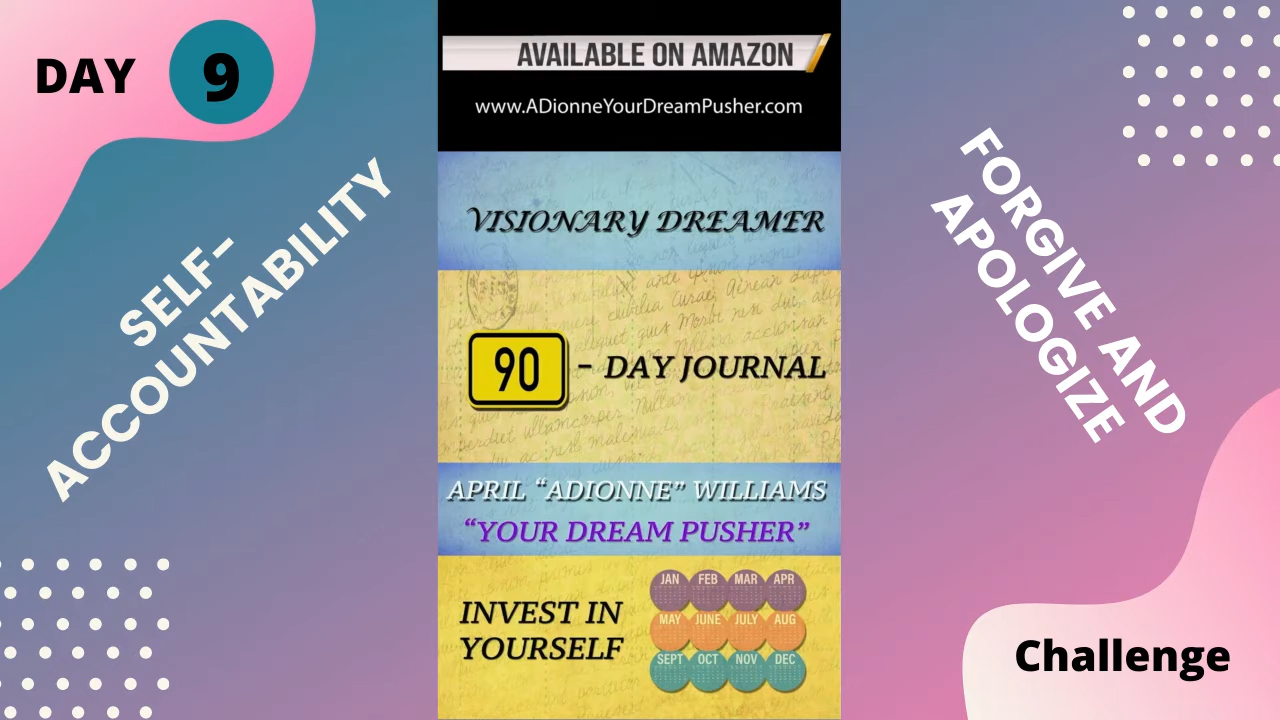 DAY 9
SELF-
ACCOUNTABILITY
AVAILABLE ON AMAZON
www.ADionneYourDreamPusher.com
VISIONARY DREAMER
90 - DAY JOURNAL
APRIL “ADIONNE” WILLIAMS
“YOUR DREAM PUSHER”
INVEST IN
YOURSELF
JAN FEB MAR APR
MAY JUNE JULY AUG
SEPT OCT NOV DEC
FORGIVE AND
APOLOGIZE
Challenge